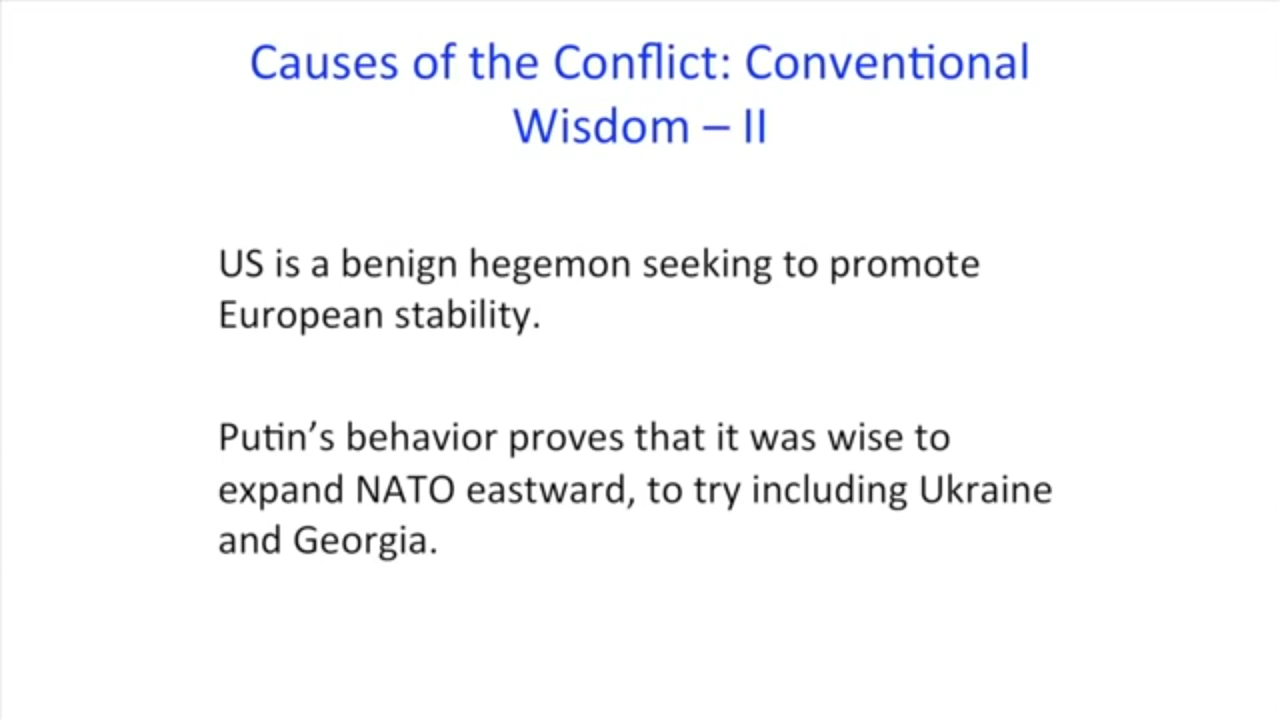 Causes of the Conflict: Conventional
Wisdom – II
US is a benign hegemon seeking to promote
European stability.
Putin’s behavior proves that it was wise to
expand NATO eastward, to try including Ukraine
and Georgia.